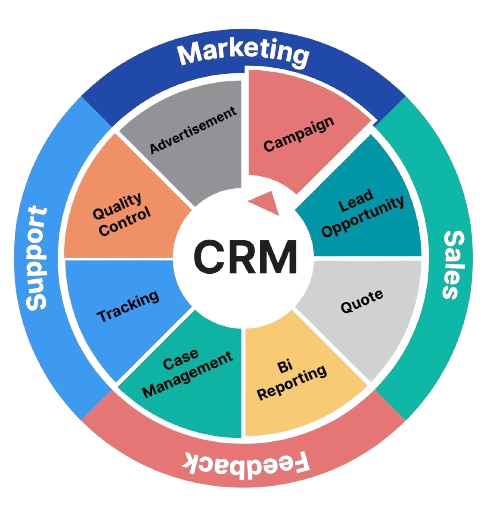 Marketing
Advertisement
Campaign
Lead
Opportunity
Quality
Control
Support
CRM
Sales
Tracking
Quote
Case
Management
Bi
Reporting
Feedback